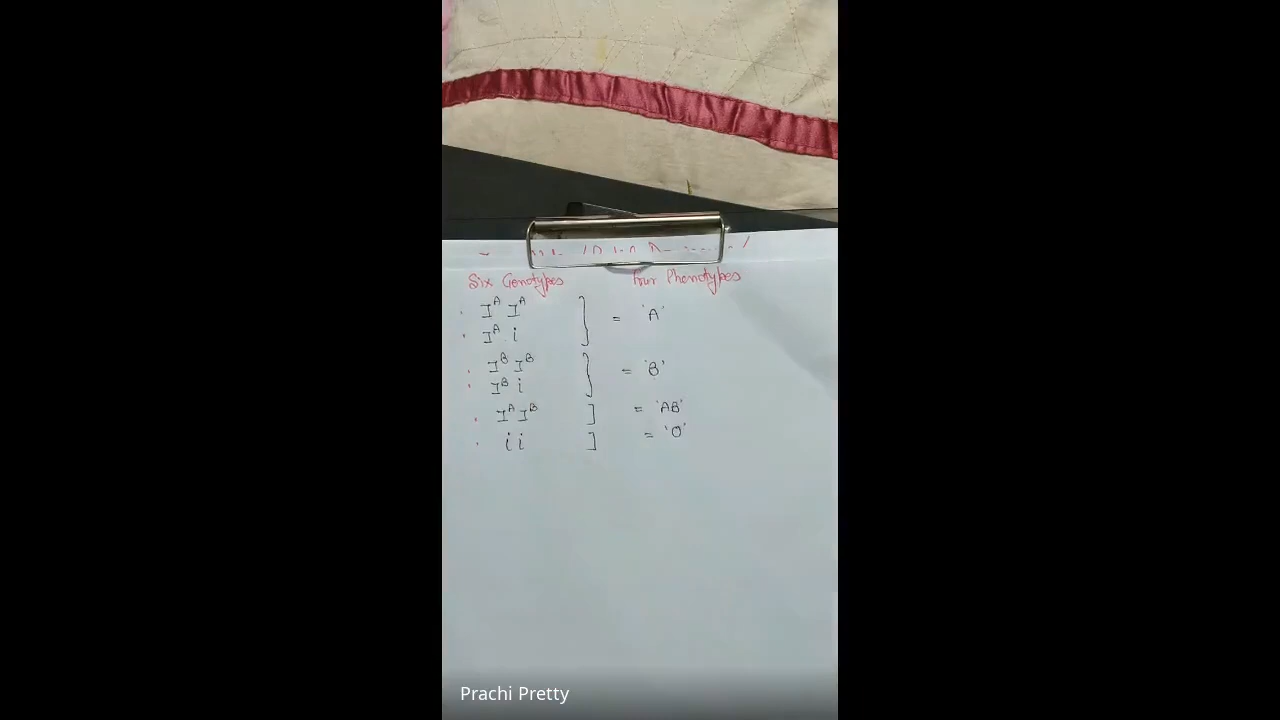 Six Genotypes Four Phenotypes
Iᴬ Iᴬ
= 'A'
Iᴬ i
Iᴮ Iᴮ
= 'B'
Iᴮ i
Iᴬ Iᴮ ] = 'AB'
i i ] = 'O'
Prachi Pretty